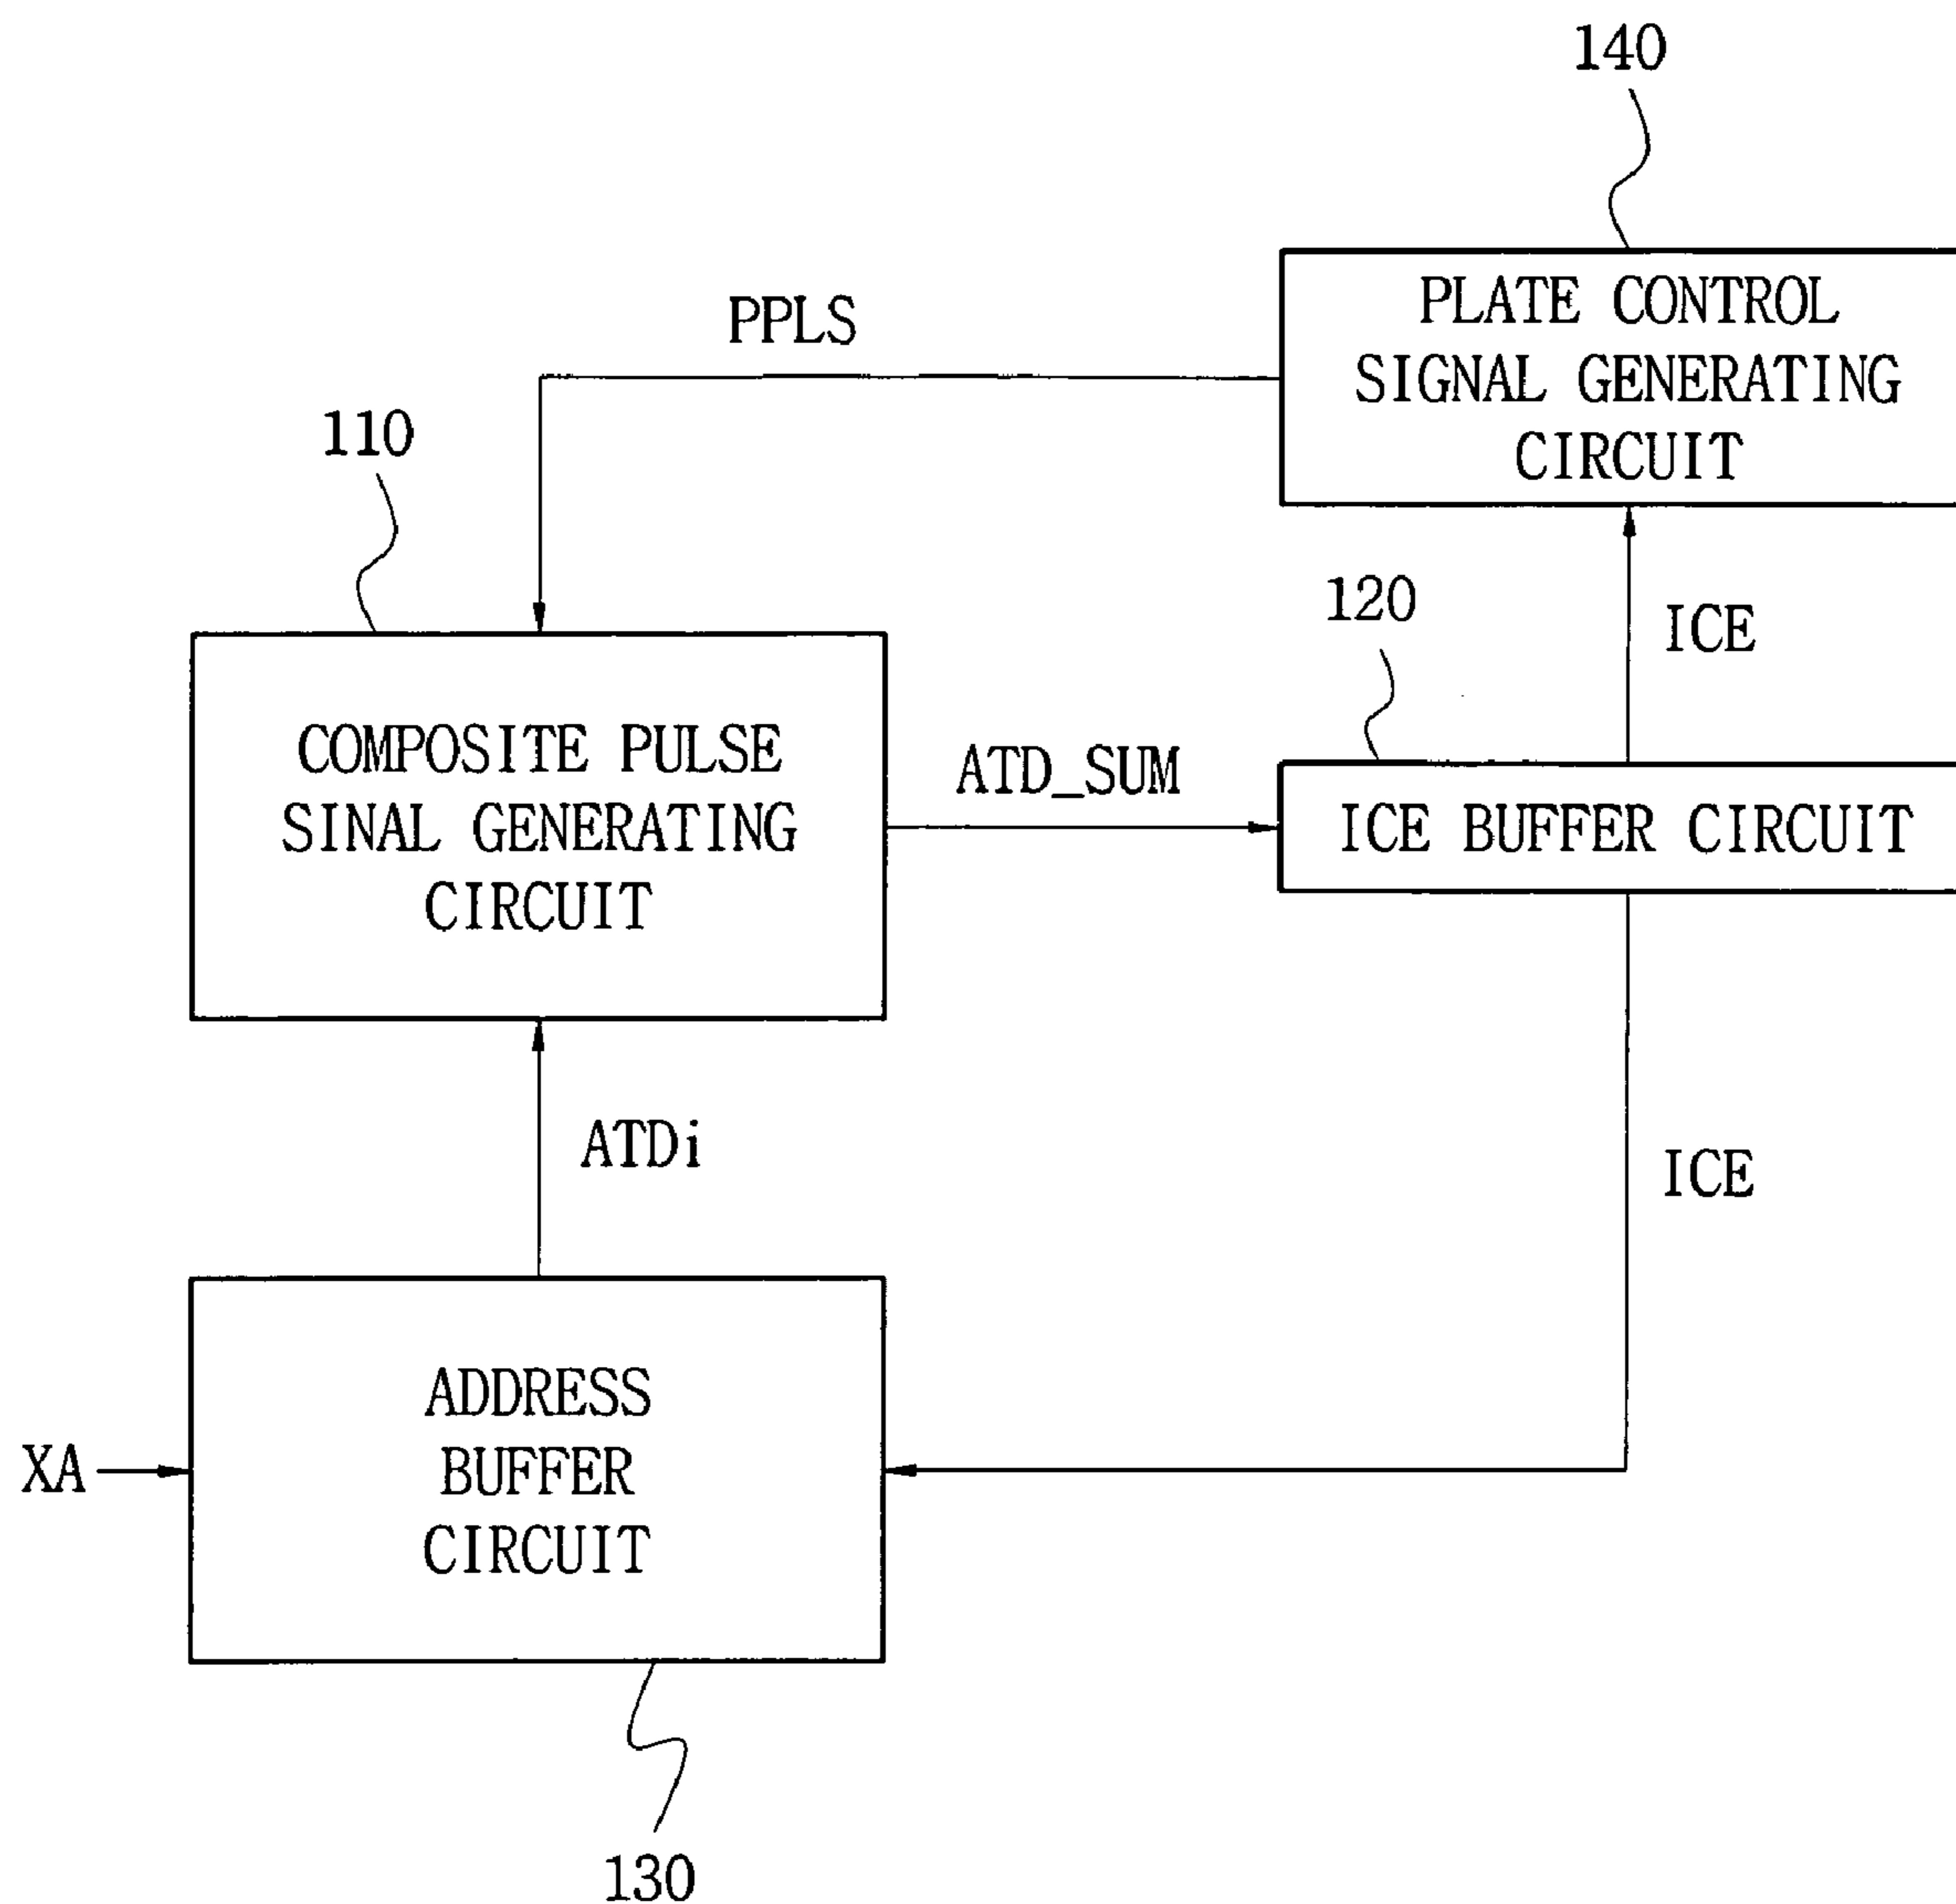 140
PLATE CONTROL
SIGNAL GENERATING
CIRCUIT
PPLS
110
120
ICE
COMPOSITE PULSE
SINAL GENERATING
CIRCUIT
ATD_SUM
ICE BUFFER CIRCUIT
ATDi
ICE
XA
ADDRESS
BUFFER
CIRCUIT
130